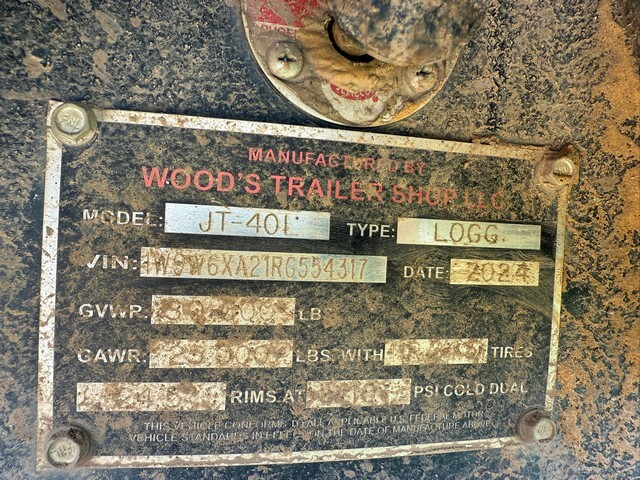 MANUFACTURED BY
WOOD'S TRAILER SHOP LLC
MODEL: JT-40L TYPE: LOGG.
VIN: 1W9W6XA21RG554317 DATE: 2024
GVWR: LBS
GAWR: LBS. WITH TIRES
RIMS AT PSI COLD DUAL
THIS VEHICLE CONFORMS TO ALL APPLICABLE U.S FEDERAL MOTOR
VEHICLE STANDARDS IN EFFECT ON THE DATE OF MANUFACTURE ABOVE.